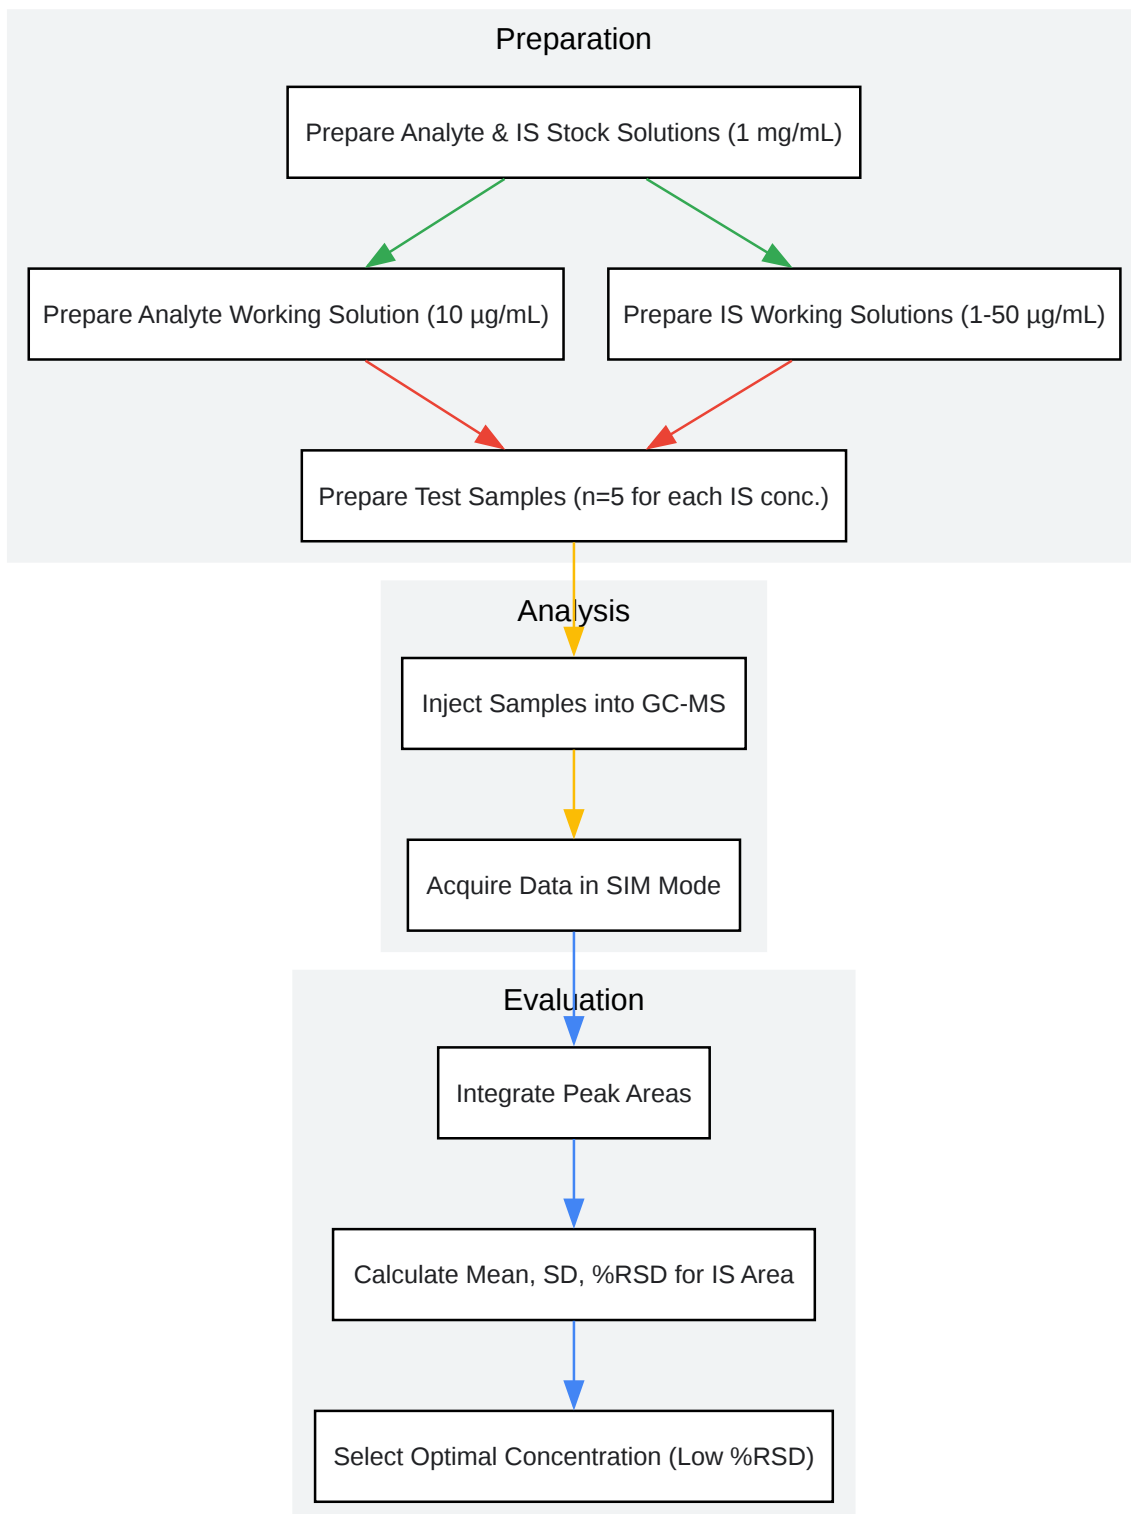 Preparation
Prepare Analyte & IS Stock Solutions (1 mg/mL)
Prepare Analyte Working Solution (10 µg/mL)
Prepare IS Working Solutions (1-50 µg/mL)
Prepare Test Samples (n=5 for each IS conc.)
Analysis
Inject Samples into GC-MS
Acquire Data in SIM Mode
Evaluation
Integrate Peak Areas
Calculate Mean, SD, %RSD for IS Area
Select Optimal Concentration (Low %RSD)